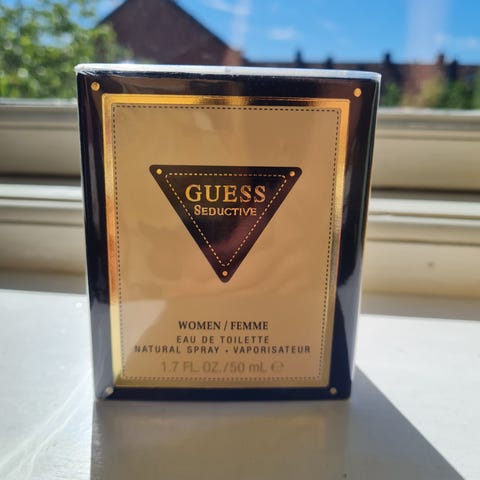 GUESS
SEDUCTIVE
WOMEN / FEMME
EAU DE TOILETTE
NATURAL SPRAY • VAPORISATEUR
1.7 FL. OZ. / 50 mL ℮